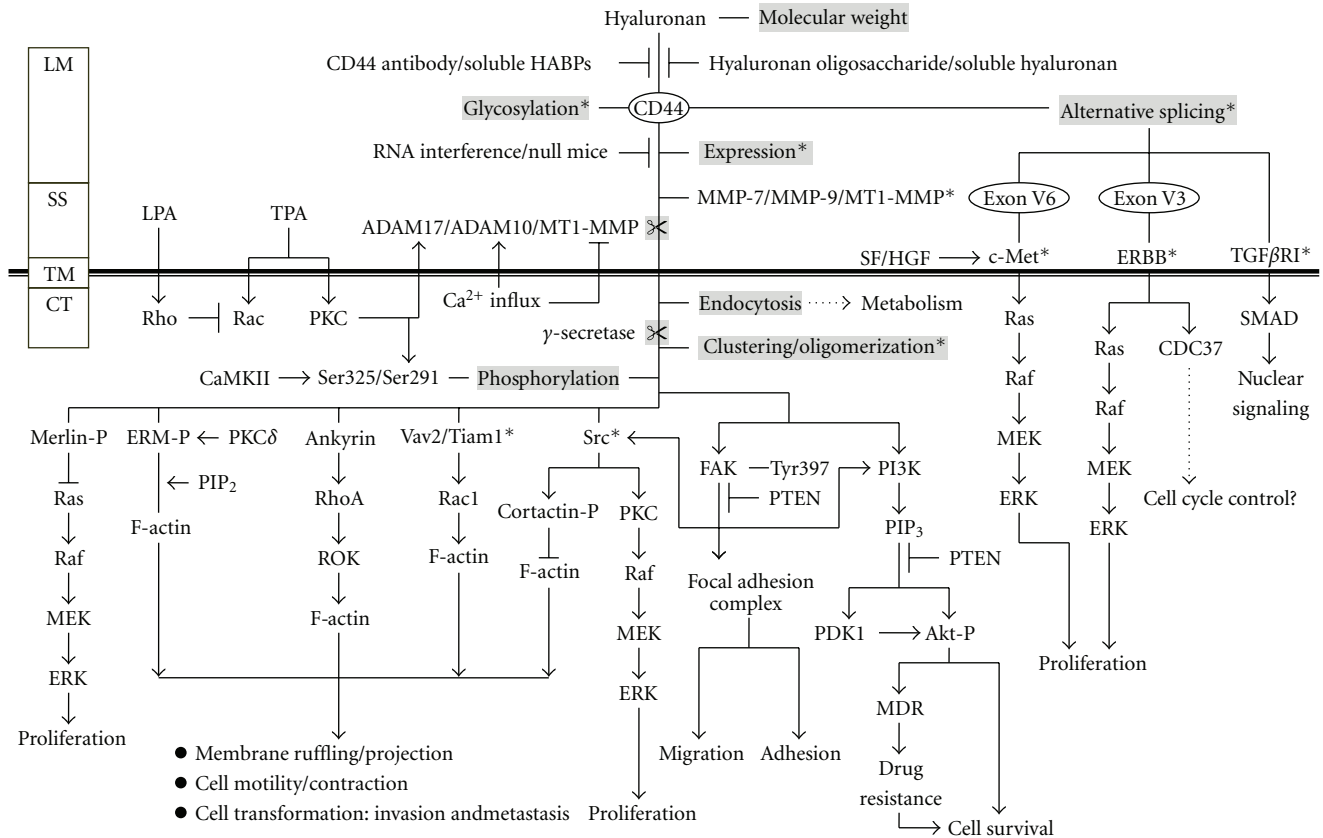 Hyaluronan
Molecular weight
LM
CD44 antibody/soluble HABPs
Hyaluronan oligosaccharide/soluble hyaluronan
Glycosylation*
CD44
Alternative splicing*
RNA interference/null mice
Expression*
SS
MMP-7/MMP-9/MT1-MMP*
Exon V6
Exon V3
LPA
TPA
ADAM17/ADAM10/MT1-MMP
SF/HGF
c-Met*
ERBB*
TGFβRI*
TM
CT
Ca2+ influx
Endocytosis
Metabolism
Rho
Rac
PKC
Ras
SMAD
γ-secretase
Clustering/oligomerization*
Ras
CDC37
CaMKII
Ser325/Ser291
Phosphorylation
Raf
Nuclear
signaling
Raf
Merlin-P
ERM-P
PKCδ
Ankyrin
Vav2/Tiam1*
Src*
MEK
FAK
Tyr397
PI3K
MEK
Ras
PIP2
RhoA
Rac1
Cortactin-P
PKC
PTEN
ERK
Cell cycle control?
F-actin
PIP3
ERK
Raf
ROK
F-actin
F-actin
Raf
PTEN
Focal adhesion
complex
MEK
F-actin
MEK
PDK1
Akt-P
Proliferation
ERK
ERK
MDR
Proliferation
Migration
Adhesion
● Membrane ruffling/projection
● Cell motility/contraction
● Cell transformation: invasion andmetastasis
Drug
resistance
Proliferation
Cell survival